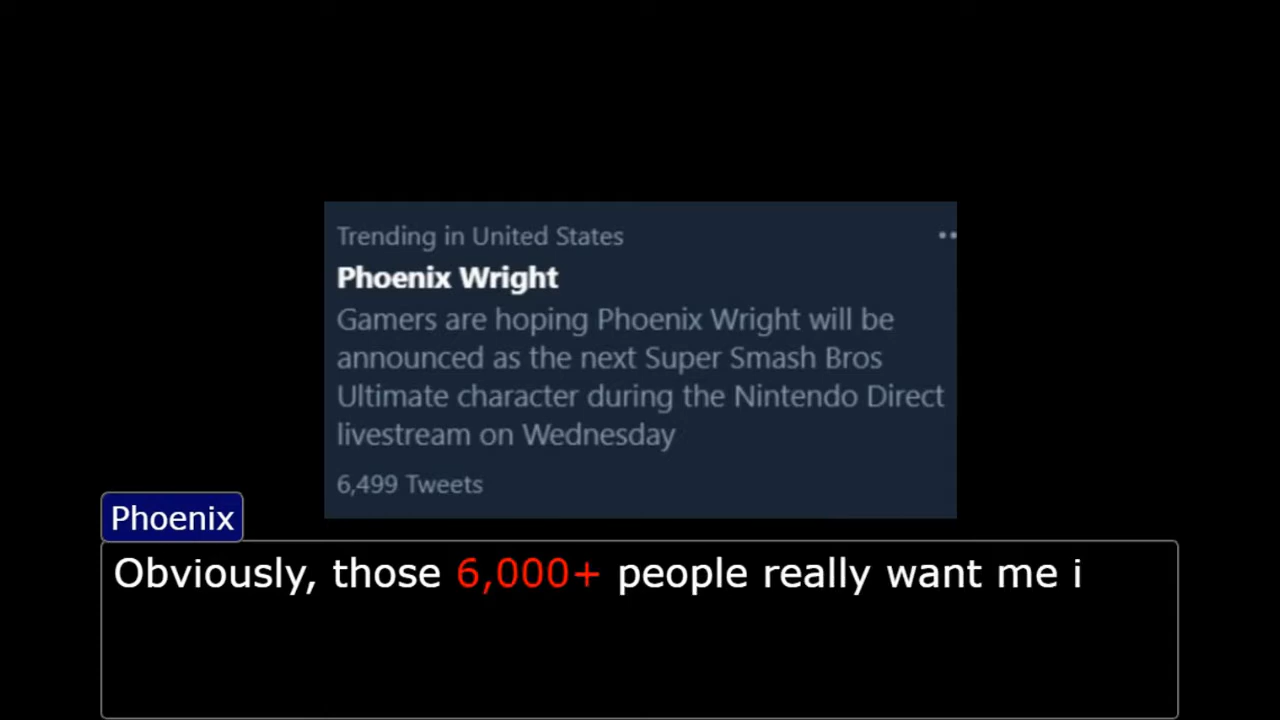 Trending in United States
Phoenix Wright
Gamers are hoping Phoenix Wright will be
announced as the next Super Smash Bros
Ultimate character during the Nintendo Direct
livestream on Wednesday
6,499 Tweets
Phoenix
Obviously, those 6,000+ people really want me i